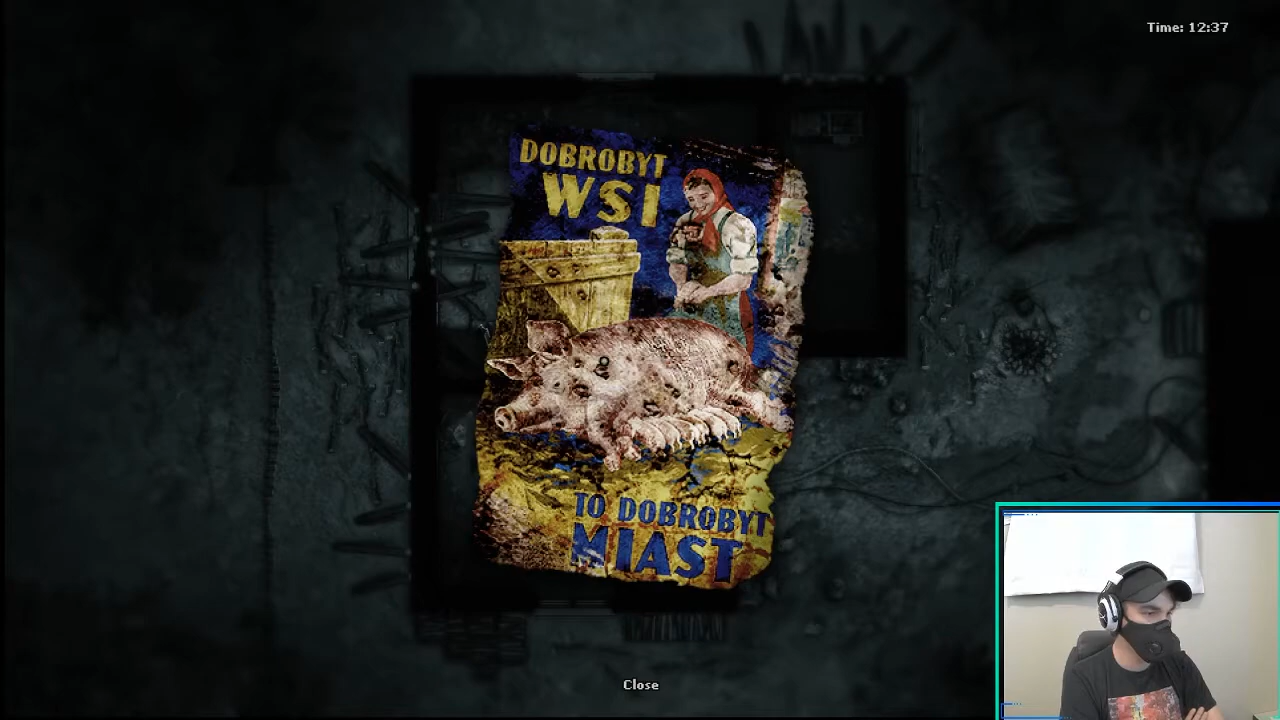 Time: 12:37
DOBROBYT
WSI
TO DOBROBYT
MIAST
Close